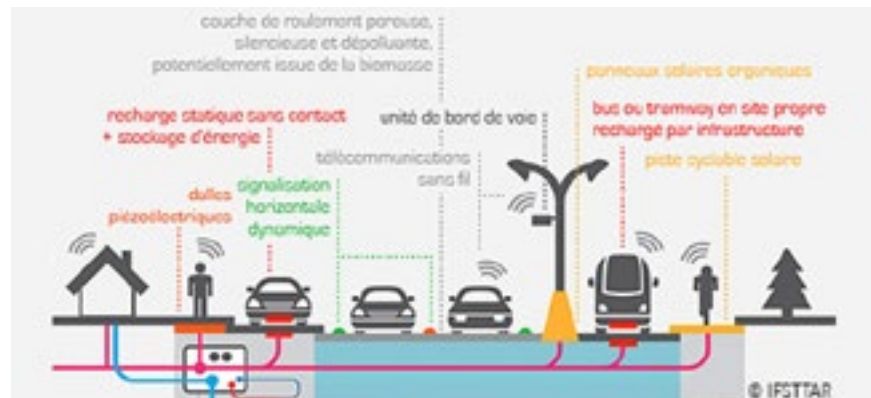 couche de roulement poreuse,
silencieuse et dépolluante,
potentiellement issue de la biomasse
panneaux solaires organiques
recharge statique sans contact
+ stockage d'énergie
unité de bord de voie
bus ou tramway en site propre
rechargé par infrastructure
télécommunications
sans fil
piste cyclable solaire
dalles
piézoélectriques
signalisation
horizontale
dynamique
© IFSTTAR